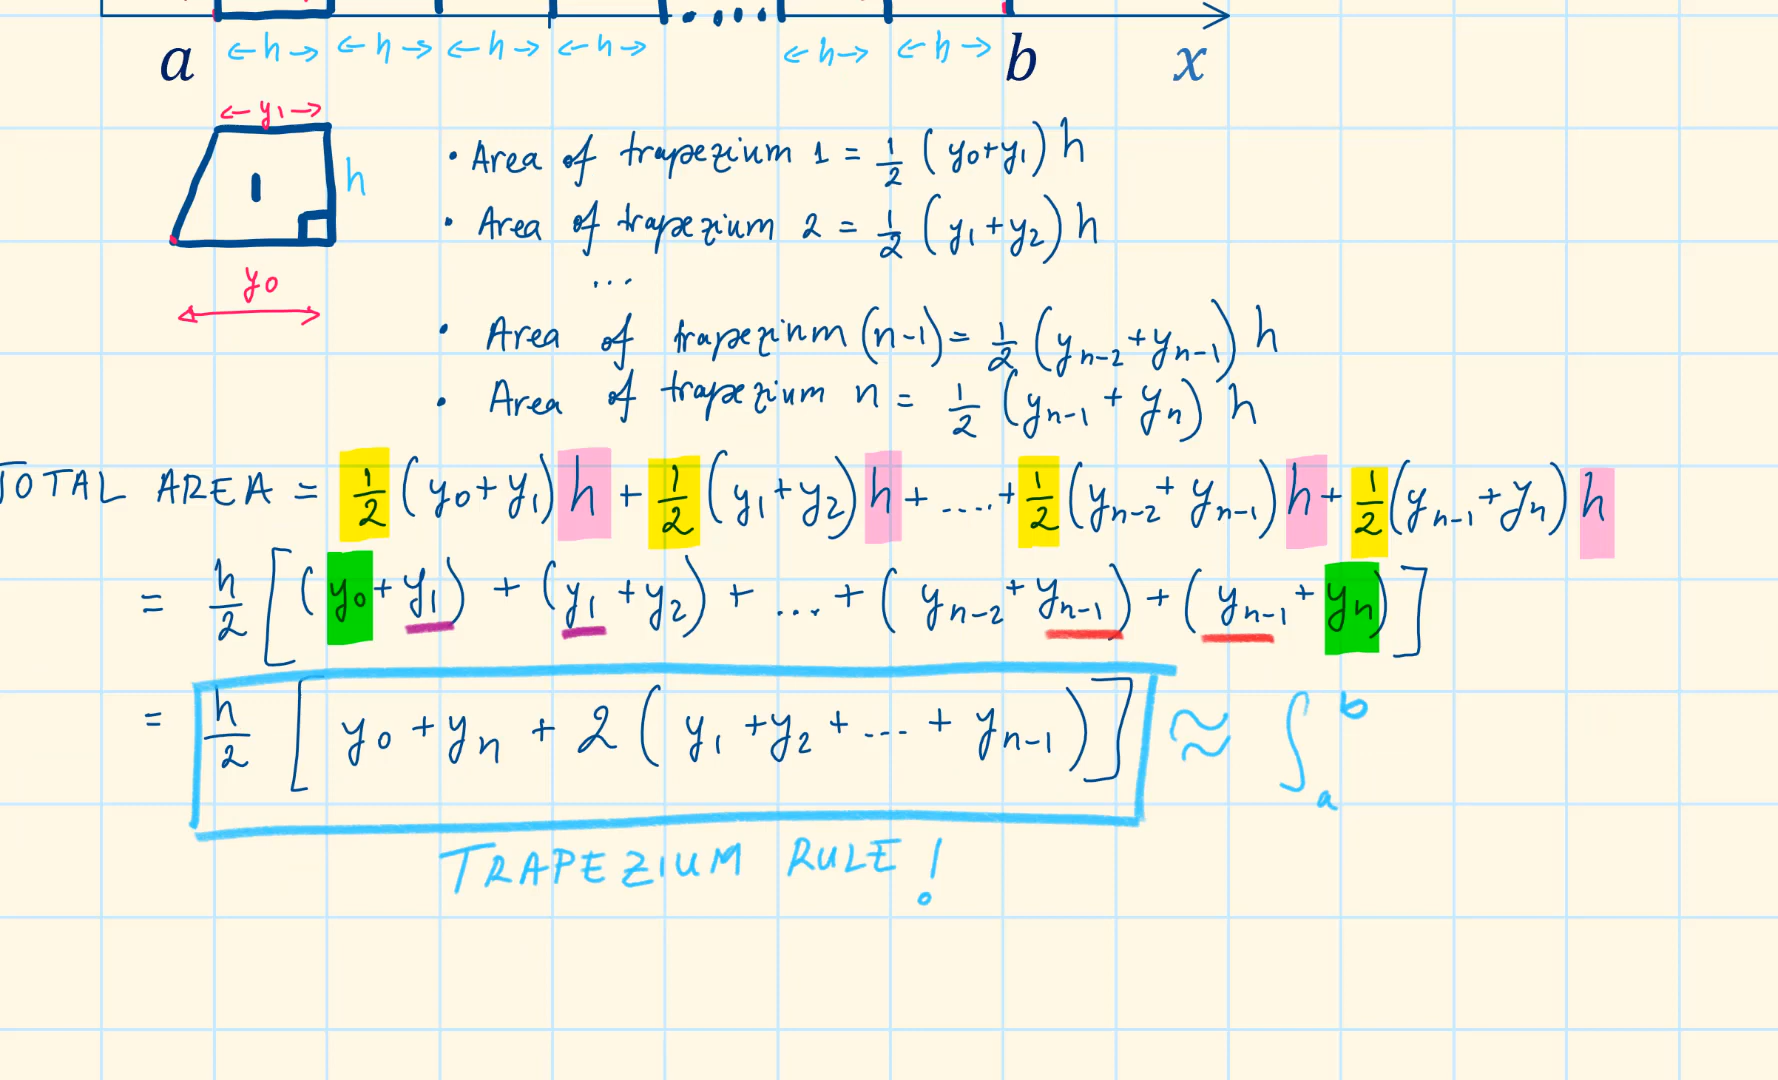 a ←h→ ←h→ ←h→ ←h→ ←h→ ←h→ b x
←y₁→
1 h
y₀
• Area of trapezium 1 = 1/2 (y₀+y₁) h
• Area of trapezium 2 = 1/2 (y₁+y₂) h
...
• Area of trapezium (n-1) = 1/2 (yₙ₋₂+yₙ₋₁) h
• Area of trapezium n = 1/2 (yₙ₋₁ + yₙ) h
TOTAL AREA = 1/2 (y₀+y₁) h + 1/2 (y₁+y₂) h + .... + 1/2 (yₙ₋₂+yₙ₋₁) h + 1/2 (yₙ₋₁+yₙ) h
= h/2 [(y₀+y₁) + (y₁+y₂) + ... + (yₙ₋₂+yₙ₋₁) + (yₙ₋₁+yₙ)]
= h/2 [y₀+yₙ + 2(y₁+y₂+...+yₙ₋₁)] ≈ ∫ₐᵇ
TRAPEZIUM RULE!